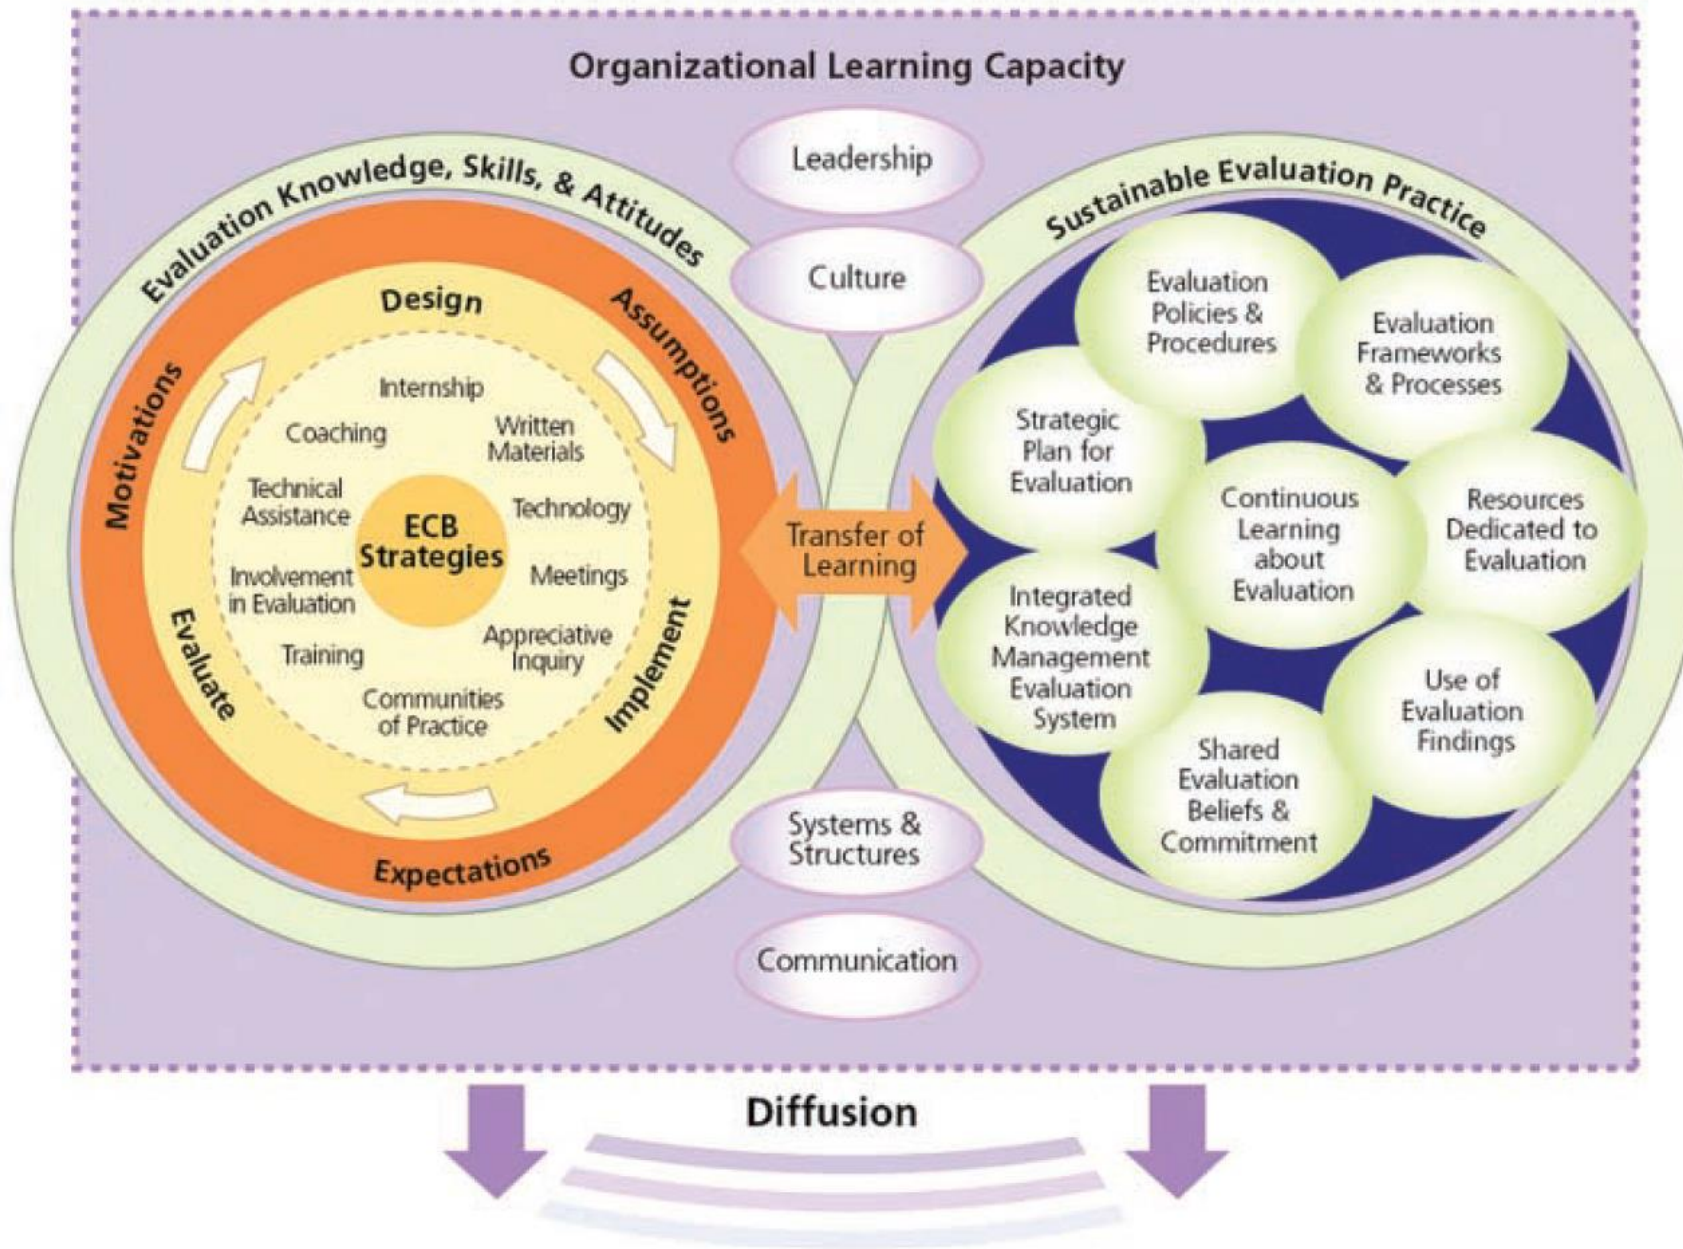 Organizational Learning Capacity
Leadership
Culture
Evaluation Knowledge, Skills, & Attitudes
Motivations
Assumptions
Expectations
Design
Implement
Evaluate
Internship
Coaching
Written
Materials
Technical
Assistance
Technology
ECB
Strategies
Involvement
in Evaluation
Meetings
Training
Appreciative
Inquiry
Communities
of Practice
Transfer of
Learning
Sustainable Evaluation Practice
Evaluation
Policies &
Procedures
Evaluation
Frameworks
& Processes
Strategic
Plan for
Evaluation
Continuous
Learning
about
Evaluation
Resources
Dedicated to
Evaluation
Integrated
Knowledge
Management
Evaluation
System
Use of
Evaluation
Findings
Shared
Evaluation
Beliefs &
Commitment
Systems &
Structures
Communication
Diffusion